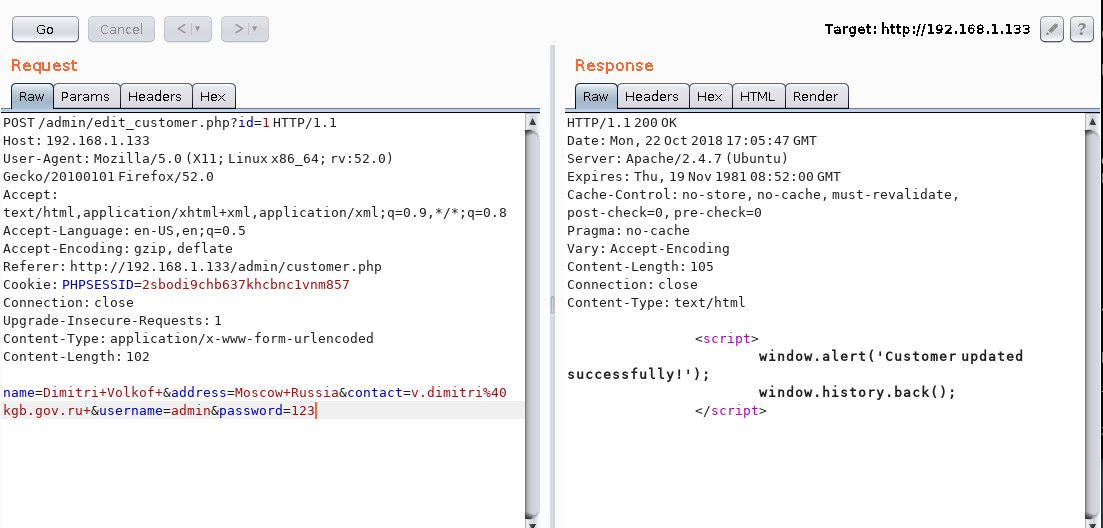 Go
Cancel
<
>
Target: http://192.168.1.133
?
Request
Raw Params Headers Hex
POST /admin/edit_customer.php?id=1 HTTP/1.1
Host: 192.168.1.133
User-Agent: Mozilla/5.0 (X11; Linux x86_64; rv:52.0)
Gecko/20100101 Firefox/52.0
Accept:
text/html,application/xhtml+xml,application/xml;q=0.9,*/*;q=0.8
Accept-Language: en-US,en;q=0.5
Accept-Encoding: gzip, deflate
Referer: http://192.168.1.133/admin/customer.php
Cookie: PHPSESSID=2sbodi9chb637khcbnc1vnm857
Connection: close
Upgrade-Insecure-Requests: 1
Content-Type: application/x-www-form-urlencoded
Content-Length: 102
name=Dimitri+Volkof+&address=Moscow+Russia&contact=v.dimitri%40
kgb.gov.ru+&username=admin&password=123
Response
Raw Headers Hex HTML Render
HTTP/1.1 200 OK
Date: Mon, 22 Oct 2018 17:05:47 GMT
Server: Apache/2.4.7 (Ubuntu)
Expires: Thu, 19 Nov 1981 08:52:00 GMT
Cache-Control: no-store, no-cache, must-revalidate,
post-check=0, pre-check=0
Pragma: no-cache
Vary: Accept-Encoding
Content-Length: 105
Connection: close
Content-Type: text/html
<script>
window.alert('Customer updated
successfully!');
window.history.back();
</script>